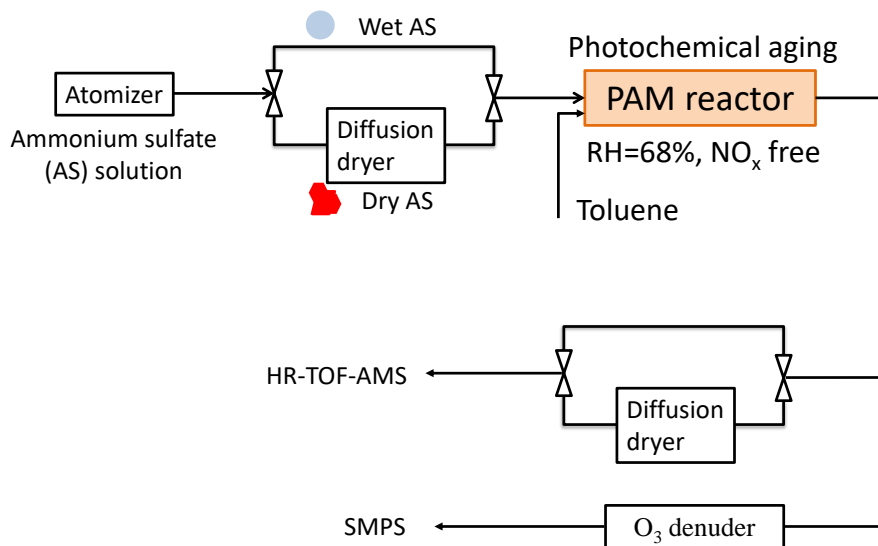 Wet AS
Photochemical aging
Atomizer
PAM reactor
Ammonium sulfate
(AS) solution
Diffusion
dryer
RH=68%, NOx free
Dry AS
Toluene
HR-TOF-AMS
Diffusion
dryer
SMPS
O3 denuder